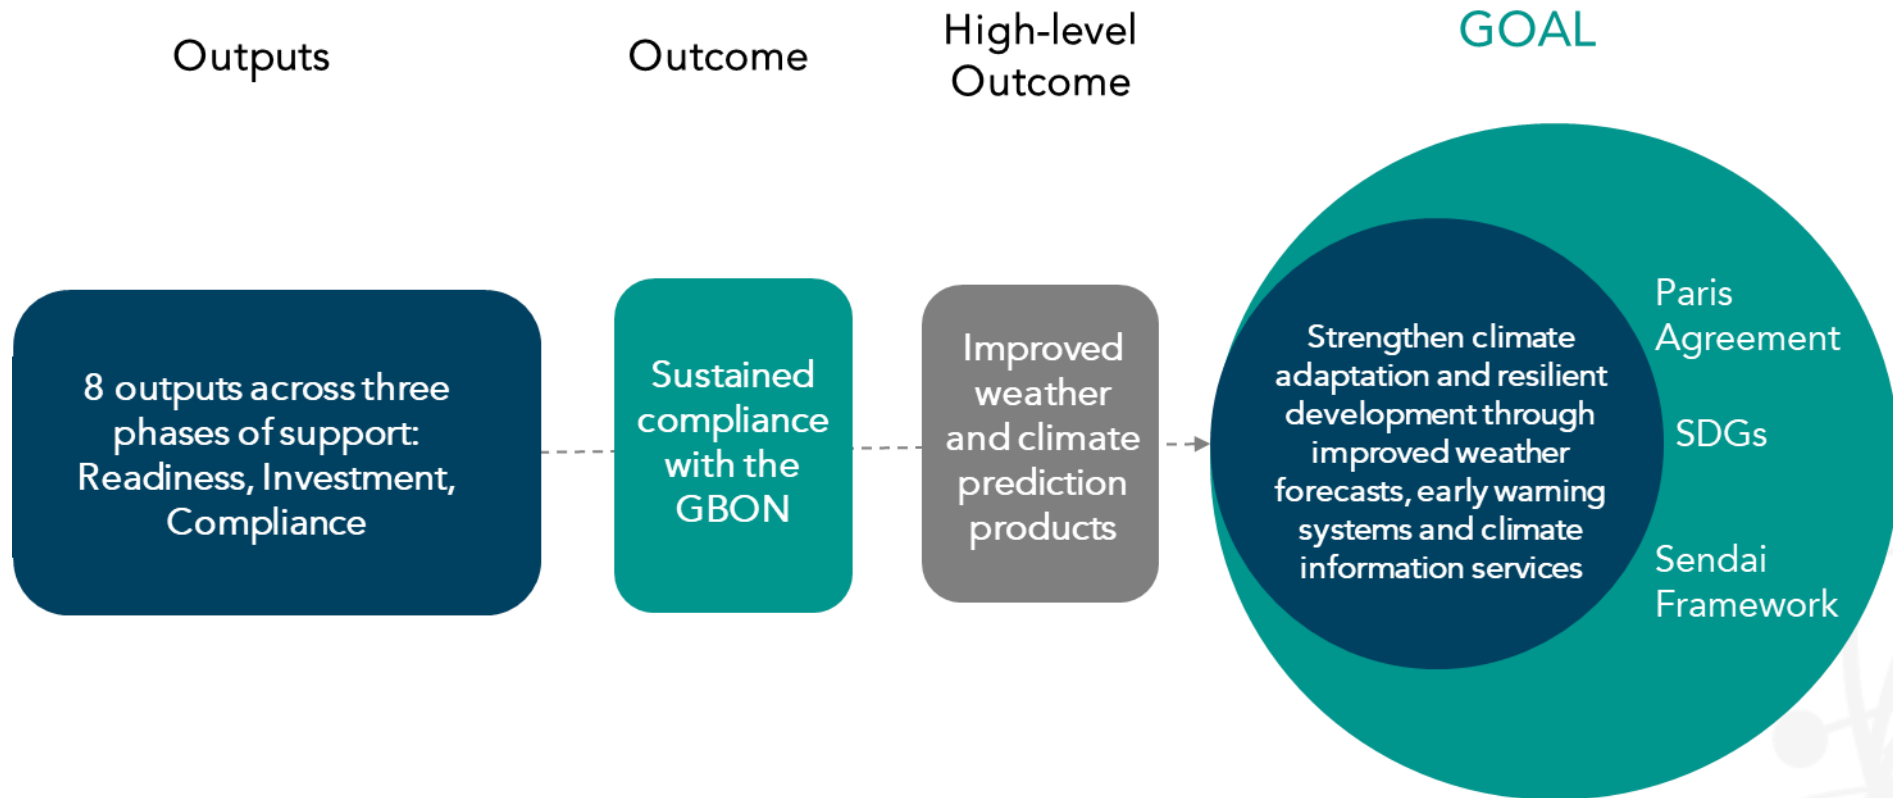 Outputs
Outcome
High-level
Outcome
GOAL
8 outputs across three
phases of support:
Readiness, Investment,
Compliance
Sustained
compliance
with the
GBON
Improved
weather
and climate
prediction
products
Strengthen climate
adaptation and resilient
development through
improved weather
forecasts, early warning
systems and climate
information services
Paris
Agreement
SDGs
Sendai
Framework